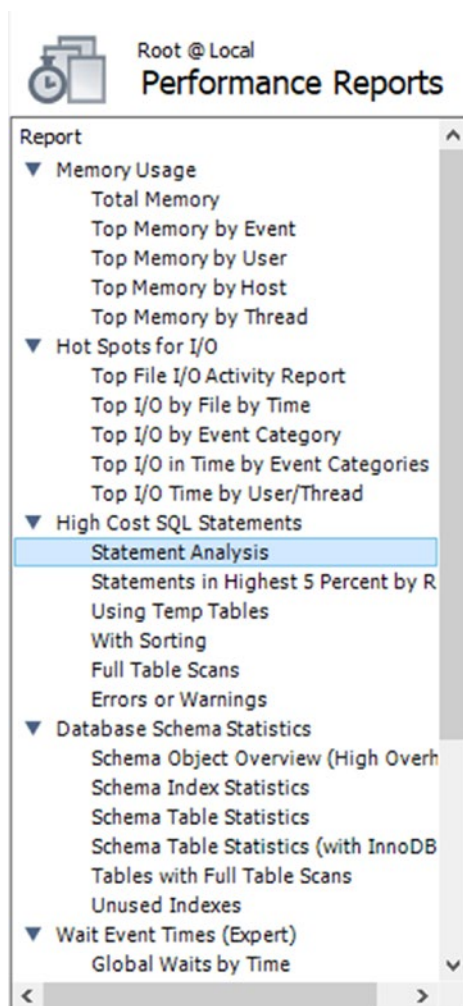 Root @ Local
Performance Reports
Report
Memory Usage
Total Memory
Top Memory by Event
Top Memory by User
Top Memory by Host
Top Memory by Thread
Hot Spots for I/O
Top File I/O Activity Report
Top I/O by File by Time
Top I/O by Event Category
Top I/O in Time by Event Categories
Top I/O Time by User/Thread
High Cost SQL Statements
Statement Analysis
Statements in Highest 5 Percent by R
Using Temp Tables
With Sorting
Full Table Scans
Errors or Warnings
Database Schema Statistics
Schema Object Overview (High Overh
Schema Index Statistics
Schema Table Statistics
Schema Table Statistics (with InnoDB
Tables with Full Table Scans
Unused Indexes
Wait Event Times (Expert)
Global Waits by Time